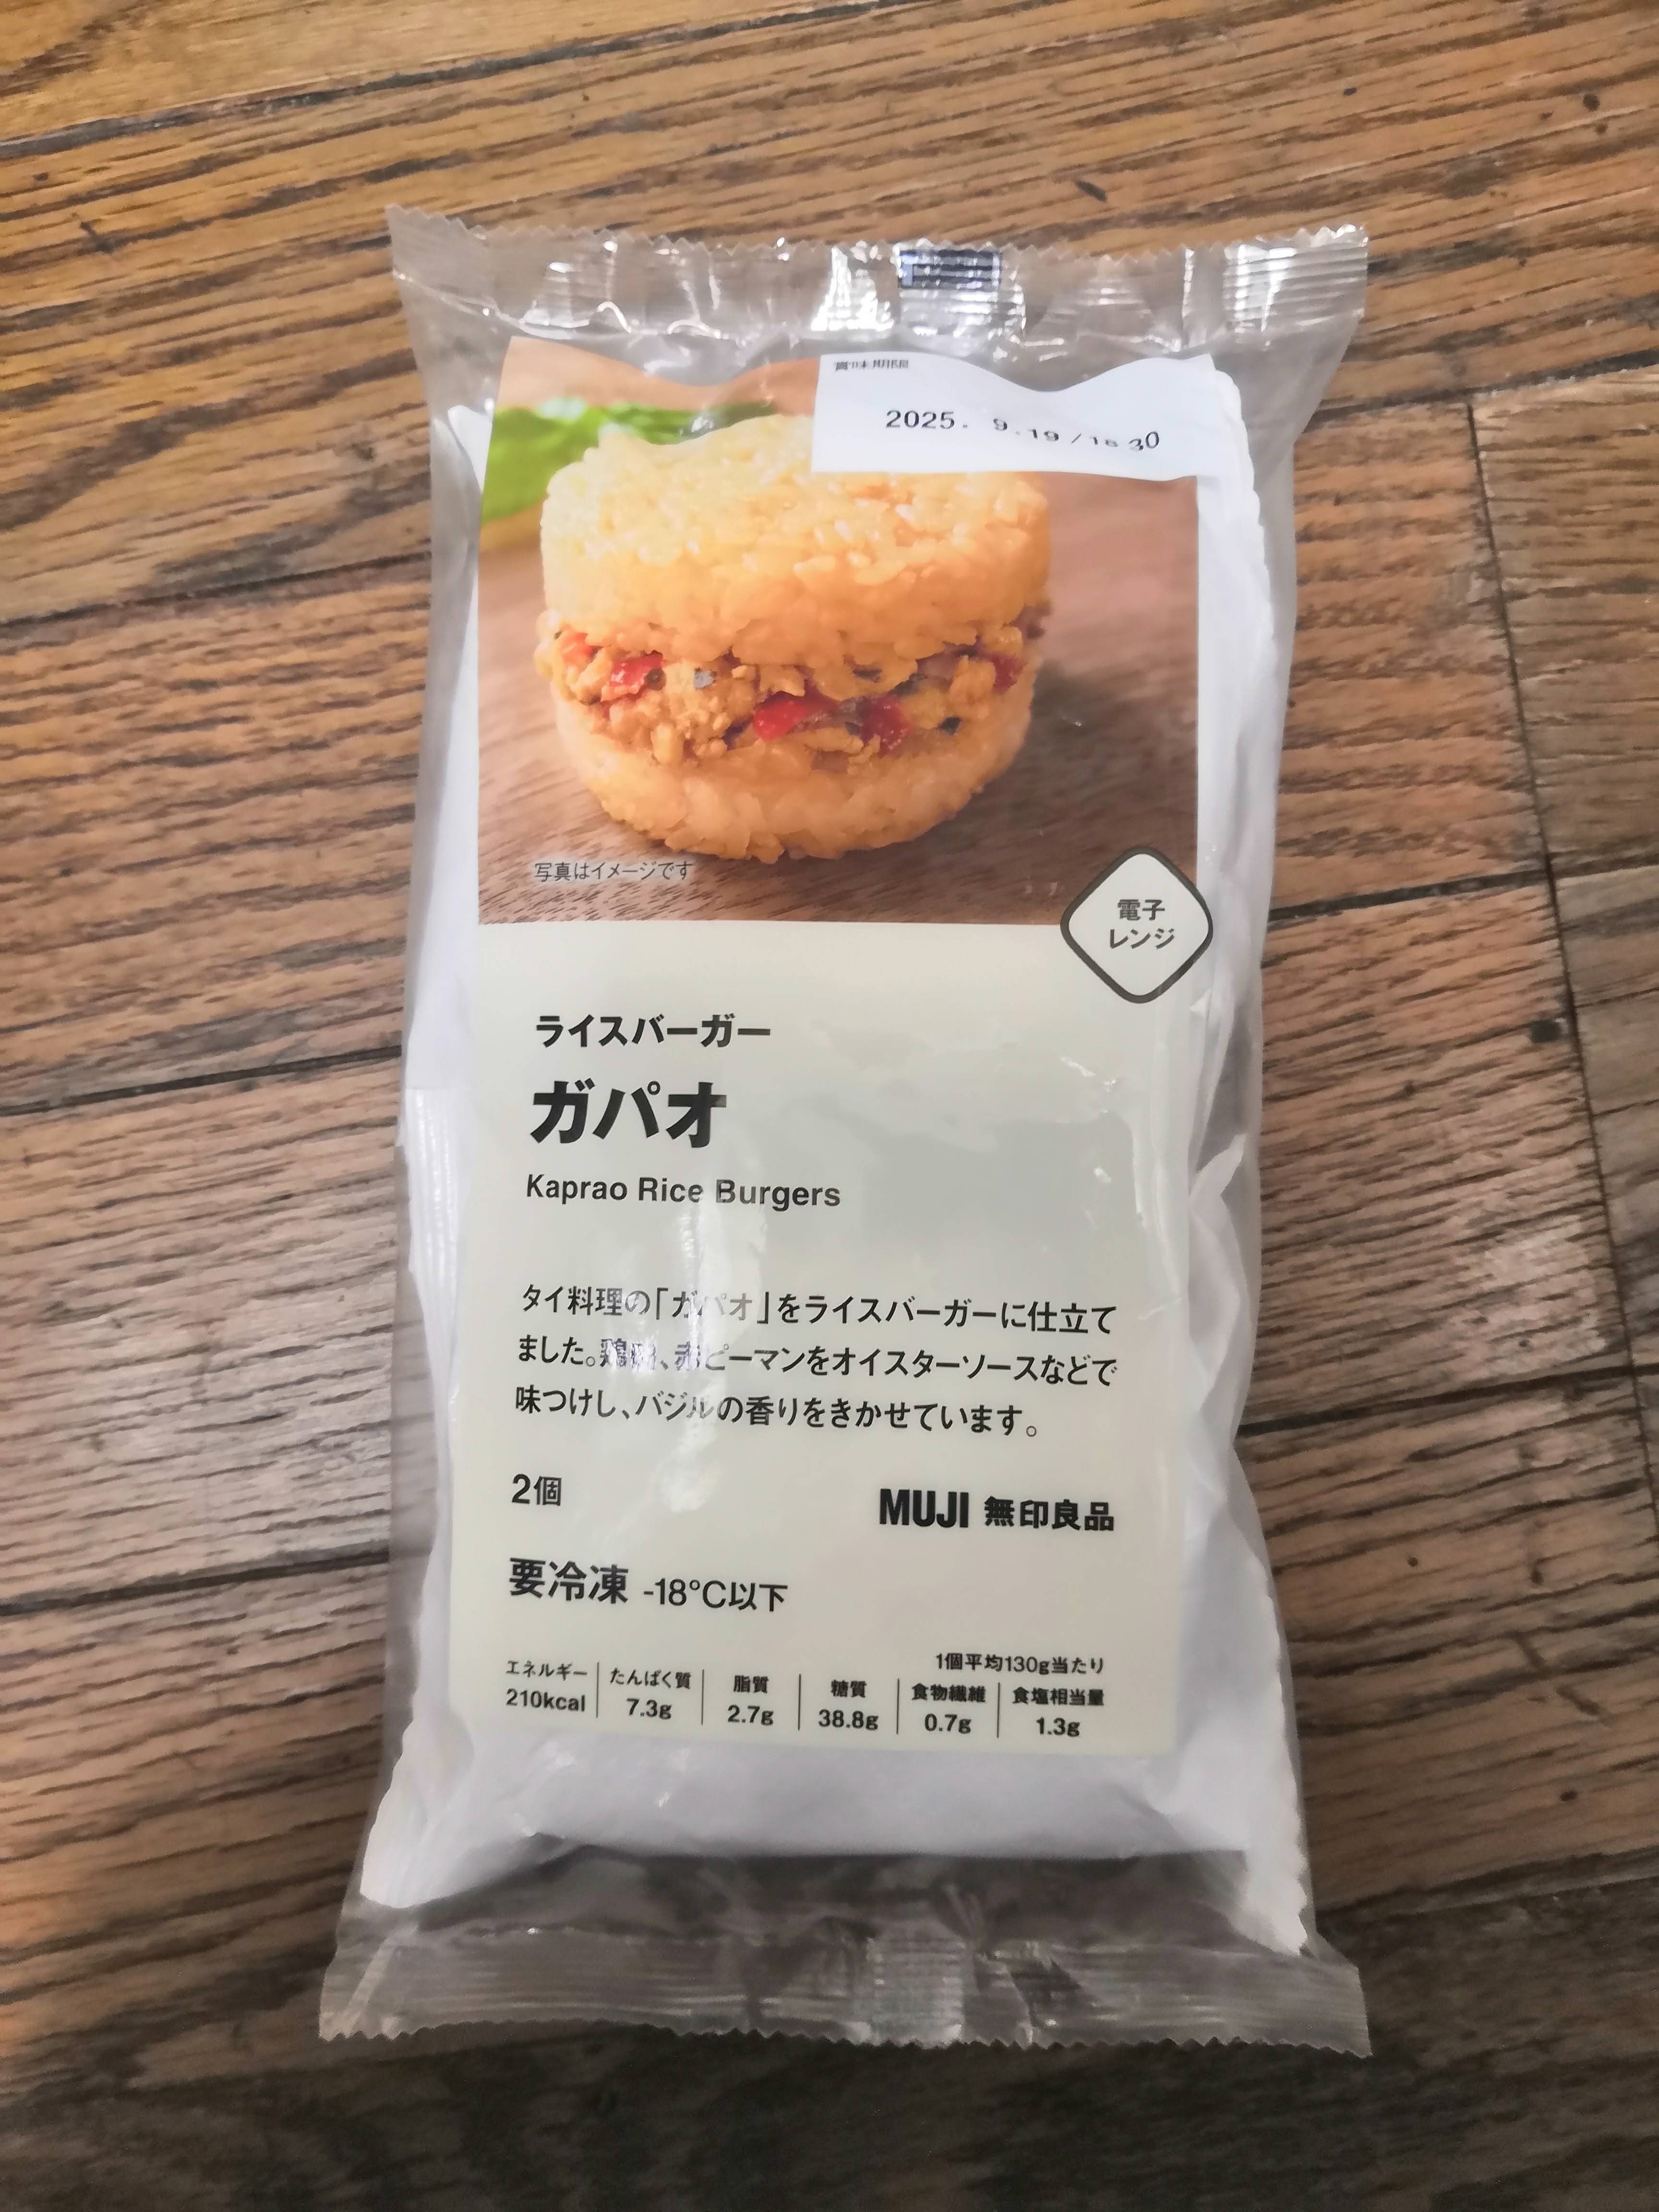 賞味期限
2025. 9.19
写真はイメージです
電子
レンジ
ライスバーガー
ガパオ
Kaprao Rice Burgers
タイ料理の「ガパオ」をライスバーガーに仕立て
ました。鶏肉、赤ピーマンをオイスターソースなどで
味つけし、バジルの香りをきかせています。
2個
MUJI 無印良品
要冷凍 -18°C以下
1個平均130g当たり
エネルギー たんぱく質 脂質 糖質 食物繊維 食塩相当量
210kcal 7.3g 2.7g 38.8g 0.7g 1.3g